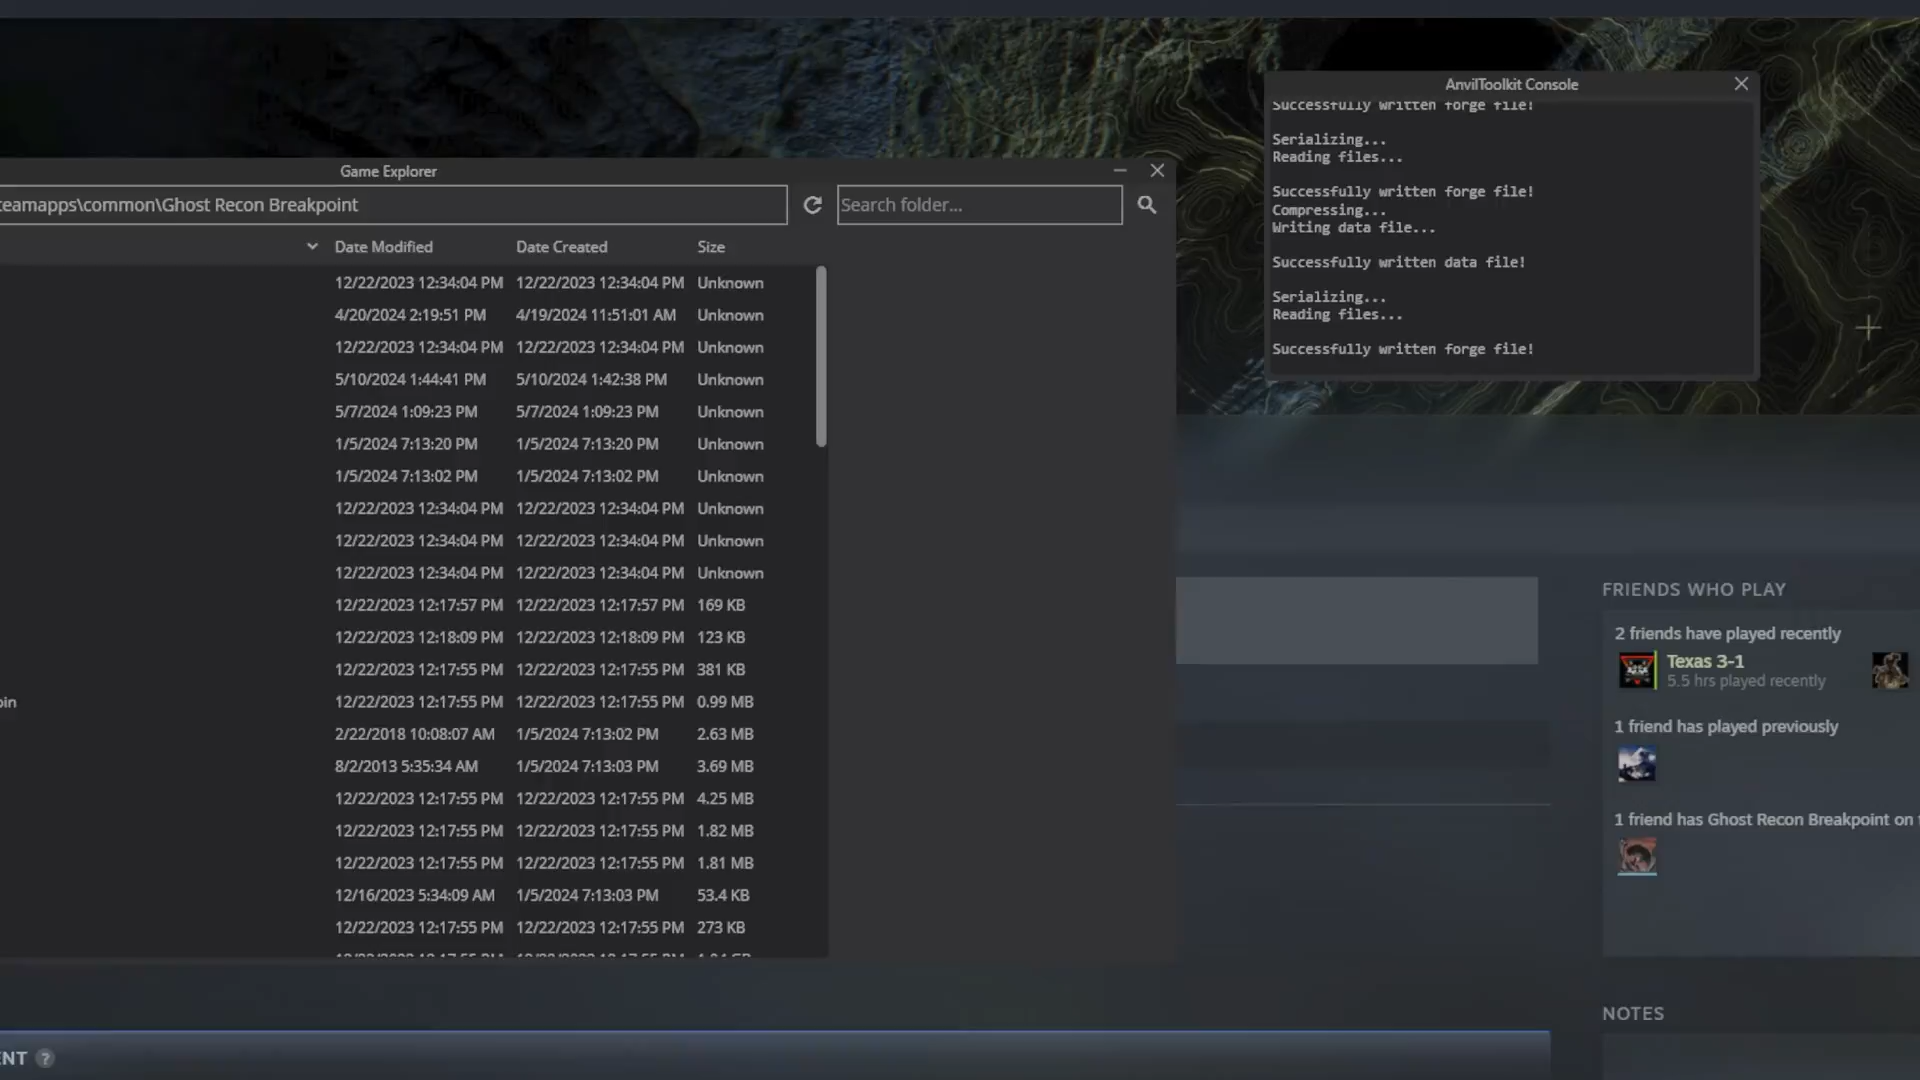 AnvilToolkit Console
Successfully written forge file!
Serializing...
Reading files...
Successfully written forge file!
Compressing...
Writing data file...
Successfully written data file!
Serializing...
Reading files...
Successfully written forge file!
Game Explorer
teamapps\common\Ghost Recon Breakpoint
Search folder...
Date Modified Date Created Size
12/22/2023 12:34:04 PM 12/22/2023 12:34:04 PM Unknown
4/20/2024 2:19:51 PM 4/19/2024 11:51:01 AM Unknown
12/22/2023 12:34:04 PM 12/22/2023 12:34:04 PM Unknown
5/10/2024 1:44:41 PM 5/10/2024 1:42:38 PM Unknown
5/7/2024 1:09:23 PM 5/7/2024 1:09:23 PM Unknown
1/5/2024 7:13:20 PM 1/5/2024 7:13:20 PM Unknown
1/5/2024 7:13:02 PM 1/5/2024 7:13:02 PM Unknown
12/22/2023 12:34:04 PM 12/22/2023 12:34:04 PM Unknown
12/22/2023 12:34:04 PM 12/22/2023 12:34:04 PM Unknown
12/22/2023 12:34:04 PM 12/22/2023 12:34:04 PM Unknown
12/22/2023 12:17:57 PM 12/22/2023 12:17:57 PM 169 KB
12/22/2023 12:18:09 PM 12/22/2023 12:18:09 PM 123 KB
12/22/2023 12:17:55 PM 12/22/2023 12:17:55 PM 381 KB
oin 12/22/2023 12:17:55 PM 12/22/2023 12:17:55 PM 0.99 MB
2/22/2018 10:08:07 AM 1/5/2024 7:13:02 PM 2.63 MB
8/2/2013 5:35:34 AM 1/5/2024 7:13:03 PM 3.69 MB
12/22/2023 12:17:55 PM 12/22/2023 12:17:55 PM 4.25 MB
12/22/2023 12:17:55 PM 12/22/2023 12:17:55 PM 1.82 MB
12/22/2023 12:17:55 PM 12/22/2023 12:17:55 PM 1.81 MB
12/16/2023 5:34:09 AM 1/5/2024 7:13:03 PM 53.4 KB
12/22/2023 12:17:55 PM 12/22/2023 12:17:55 PM 273 KB
FRIENDS WHO PLAY
2 friends have played recently
Texas 3-1
5.5 hrs played recently
1 friend has played previously
1 friend has Ghost Recon Breakpoint on
NOTES
ENT ?